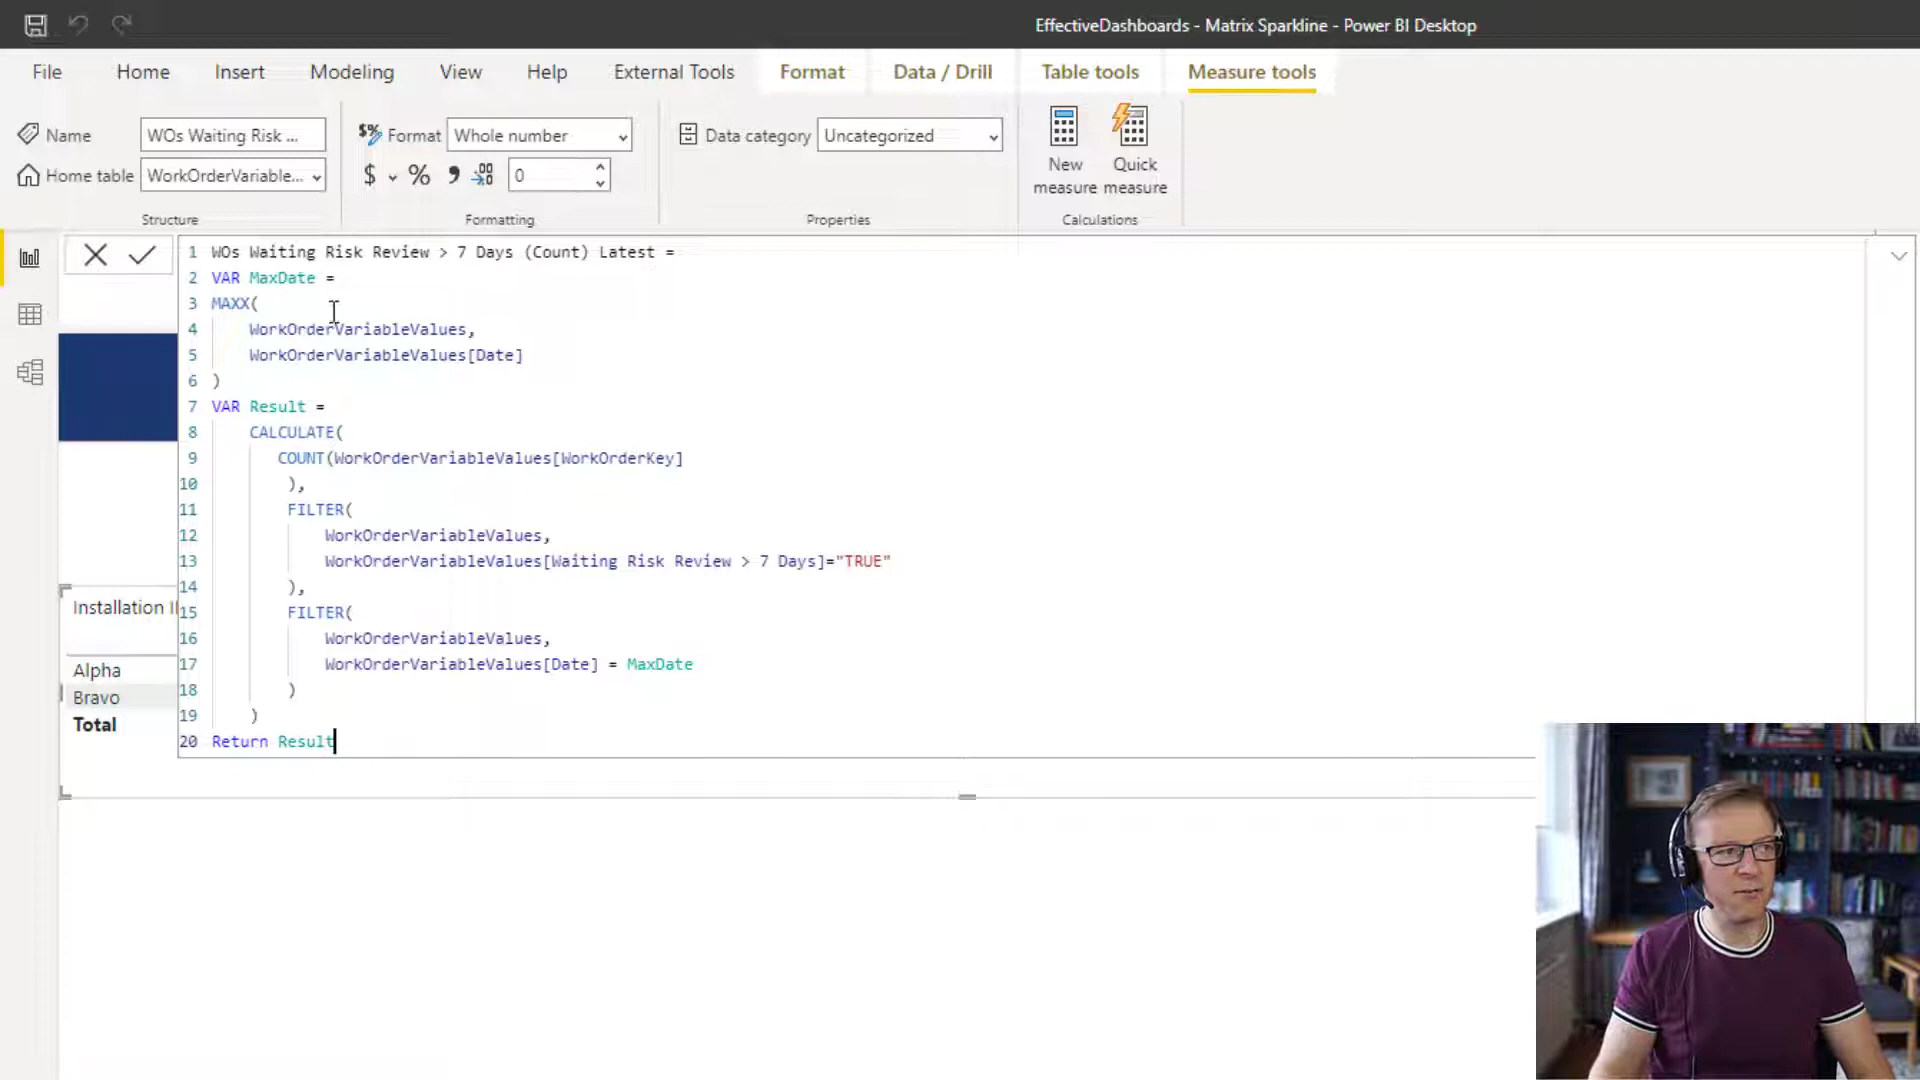 EffectiveDashboards - Matrix Sparkline - Power BI Desktop
File Home Insert Modeling View Help External Tools Format Data / Drill Table tools Measure tools
Name WOs Waiting Risk ... $% Format Whole number Data category Uncategorized New measure Quick measure
Home table WorkOrderVariable... $ % 0
Structure Formatting Properties Calculations
1 WOs Waiting Risk Review > 7 Days (Count) Latest =
2 VAR MaxDate =
3 MAXX(
4 WorkOrderVariableValues,
5 WorkOrderVariableValues[Date]
6 )
7 VAR Result =
8 CALCULATE(
9 COUNT(WorkOrderVariableValues[WorkOrderKey]
10 ),
11 FILTER(
12 WorkOrderVariableValues,
13 WorkOrderVariableValues[Waiting Risk Review > 7 Days]="TRUE"
14 ),
15 FILTER(
16 WorkOrderVariableValues,
17 WorkOrderVariableValues[Date] = MaxDate
18 )
19 )
20 Return Result
Installation
Alpha
Bravo
Total